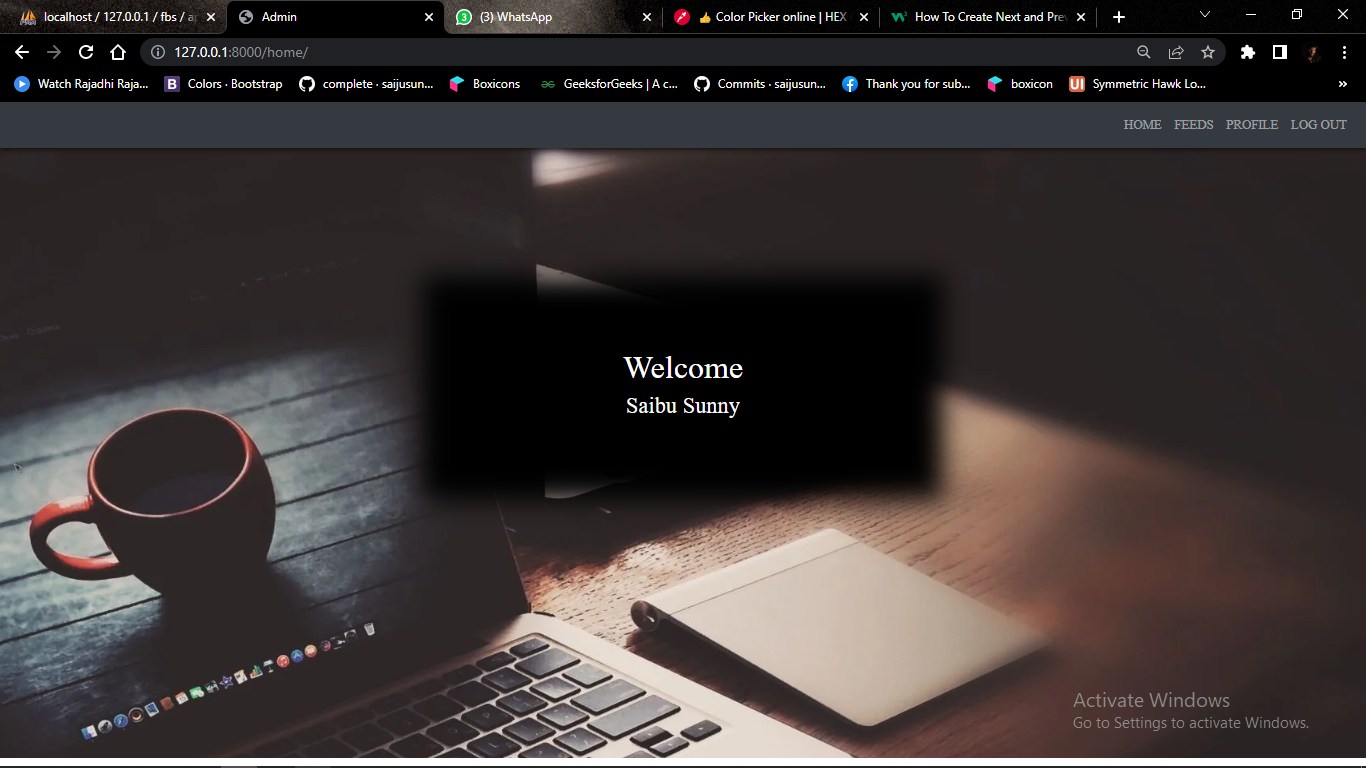 localhost / 127.0.0.1 / fbs / a
Admin
(3) WhatsApp
👍 Color Picker online | HEX
How To Create Next and Prev
127.0.0.1:8000/home/
Watch Rajadhi Raja...
Colors · Bootstrap
complete · saijusun...
Boxicons
GeeksforGeeks | A c...
Commits · saijusun...
Thank you for sub...
boxicon
Symmetric Hawk Lo...
»
HOME FEEDS PROFILE LOG OUT
Welcome
Saibu Sunny
Activate Windows
Go to Settings to activate Windows.